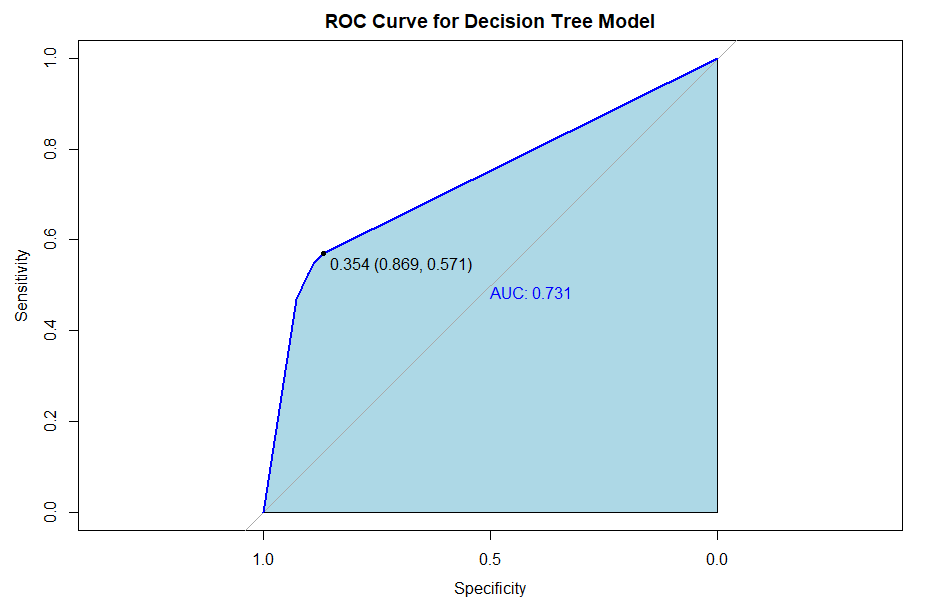 ROC Curve for Decision Tree Model
Sensitivity
1.0
0.8
0.6
0.4
0.2
0.0
0.354 (0.869, 0.571)
AUC: 0.731
1.0 0.5 0.0
Specificity